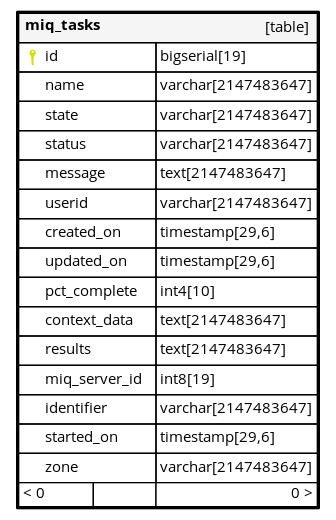 miq_tasks [table]
id bigserial[19]
name varchar[2147483647]
state varchar[2147483647]
status varchar[2147483647]
message text[2147483647]
userid varchar[2147483647]
created_on timestamp[29,6]
updated_on timestamp[29,6]
pct_complete int4[10]
context_data text[2147483647]
results text[2147483647]
miq_server_id int8[19]
identifier varchar[2147483647]
started_on timestamp[29,6]
zone varchar[2147483647]
< 0 0 >